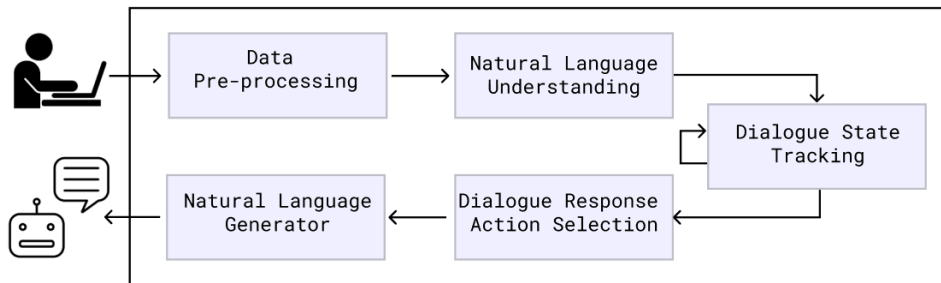 Data
Pre-processing
Natural Language
Understanding
Dialogue State
Tracking
Dialogue Response
Action Selection
Natural Language
Generator